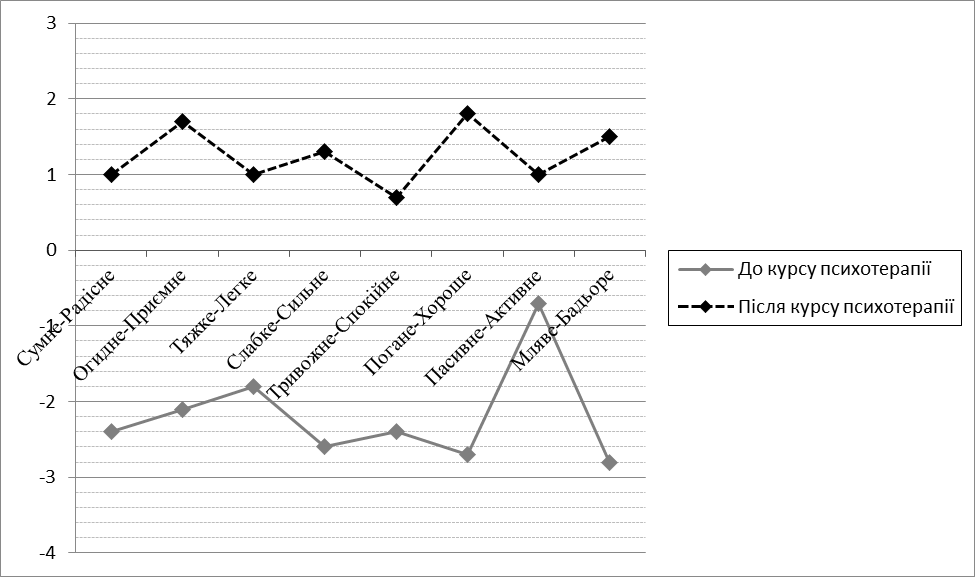 3
2
1
0
-1
-2
-3
-4
Сумне-Радісне
Огидне-Приємне
Тяжке-Легке
Слабке-Сильне
Тривожне-Спокійне
Погане-Хороше
Пасивне-Активне
Мляве-Бадьоре
До курсу психотерапії
Після курсу психотерапії